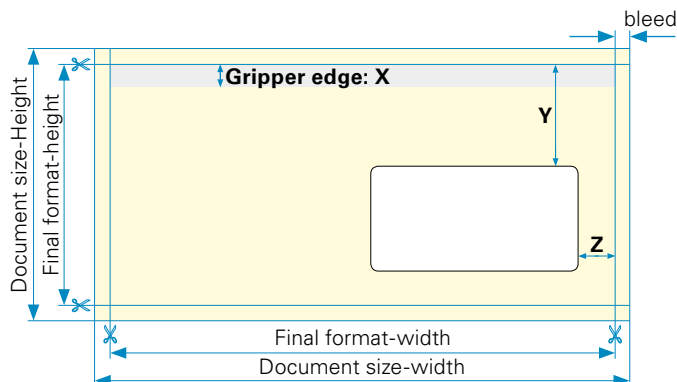 bleed
Gripper edge: X
Y
Document size-Height
Final format-height
Z
Final format-width
Document size-width